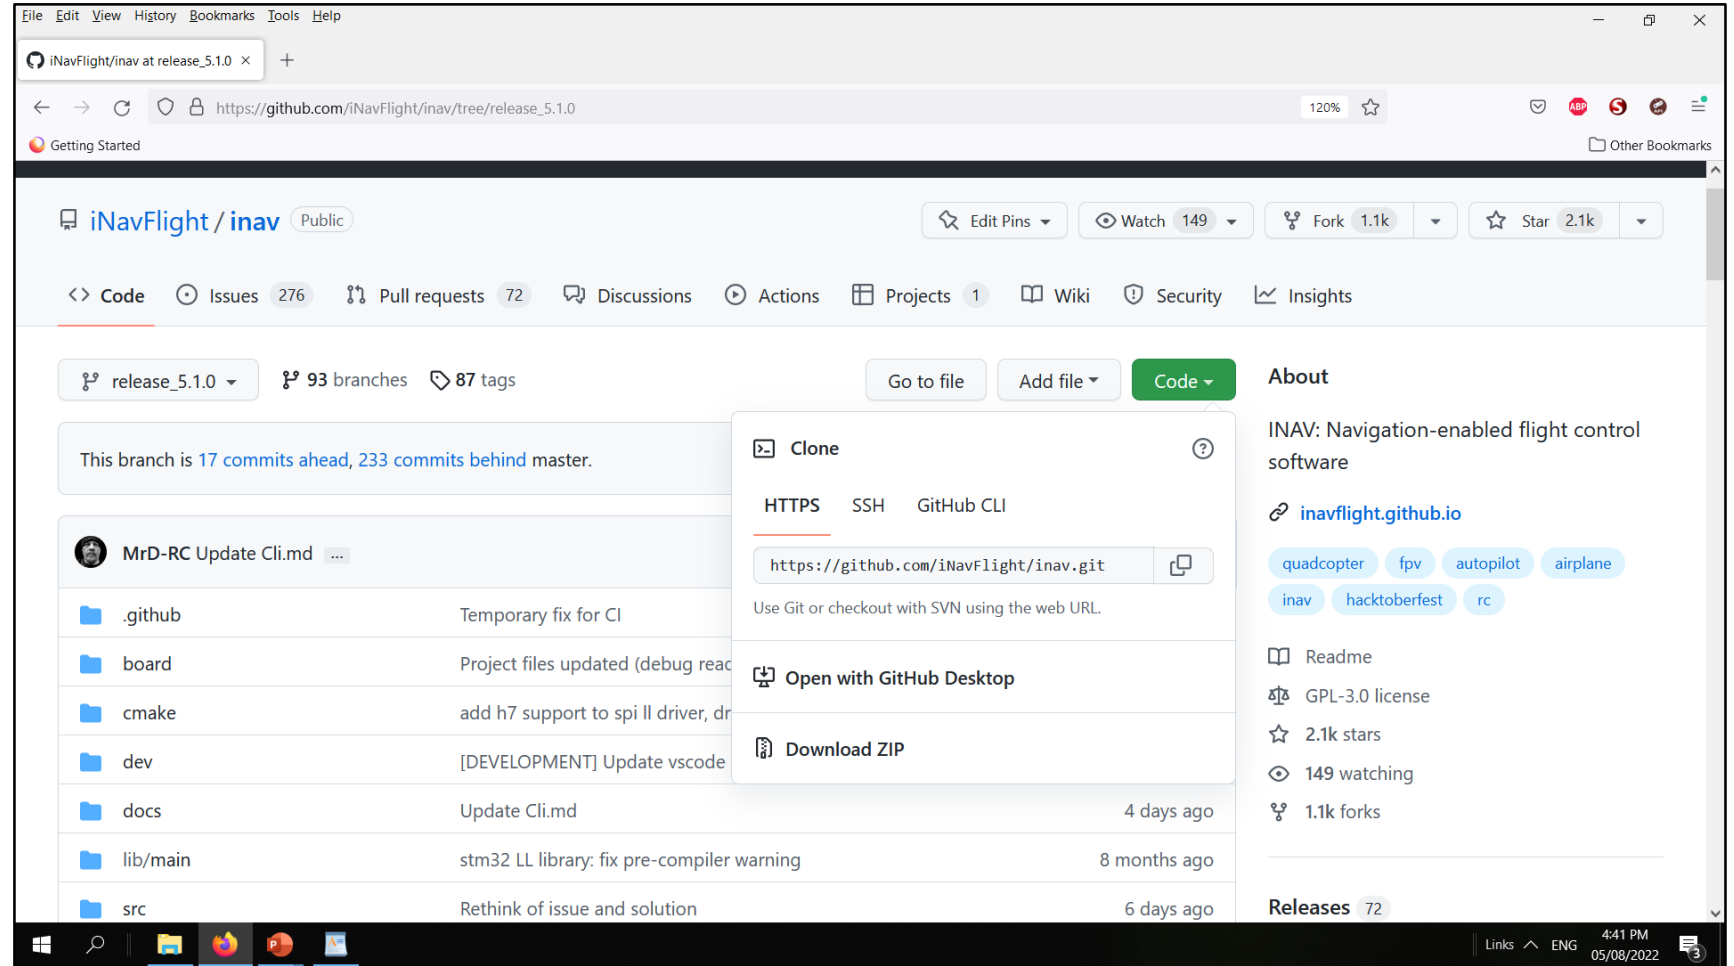 File Edit View History Bookmarks Tools Help
iNavFlight/inav at release_5.1.0
https://github.com/iNavFlight/inav/tree/release_5.1.0 120%
ABP S
Getting Started Other Bookmarks
iNavFlight / inav Public Edit Pins Watch 149 Fork 1.1k Star 2.1k
Code Issues 276 Pull requests 72 Discussions Actions Projects 1 Wiki Security Insights
release_5.1.0 93 branches 87 tags Go to file Add file Code
This branch is 17 commits ahead, 233 commits behind master.
MrD-RC Update Cli.md ...
.github Temporary fix for CI
board Project files updated (debug
cmake add h7 support to spi ll driver,
dev [DEVELOPMENT] Update vscode
docs Update Cli.md 4 days ago
lib/main stm32 LL library: fix pre-compiler warning 8 months ago
src Rethink of issue and solution 6 days ago
Clone
HTTPS SSH GitHub CLI
https://github.com/iNavFlight/inav.git
Use Git or checkout with SVN using the web URL.
Open with GitHub Desktop
Download ZIP
About
INAV: Navigation-enabled flight control
software
inavflight.github.io
quadcopter fpv autopilot airplane
inav hacktoberfest rc
Readme
GPL-3.0 license
2.1k stars
149 watching
1.1k forks
Releases 72
Links ENG 4:41 PM
05/08/2022 3